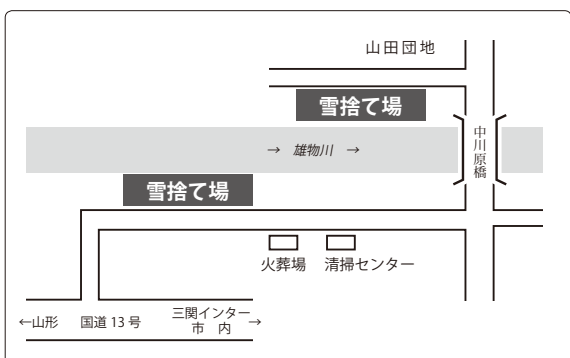 山田団地
雪捨て場
中川原橋
→ 雄物川 →
雪捨て場
火葬場 清掃センター
←山形 国道13号 三関インター
市内→